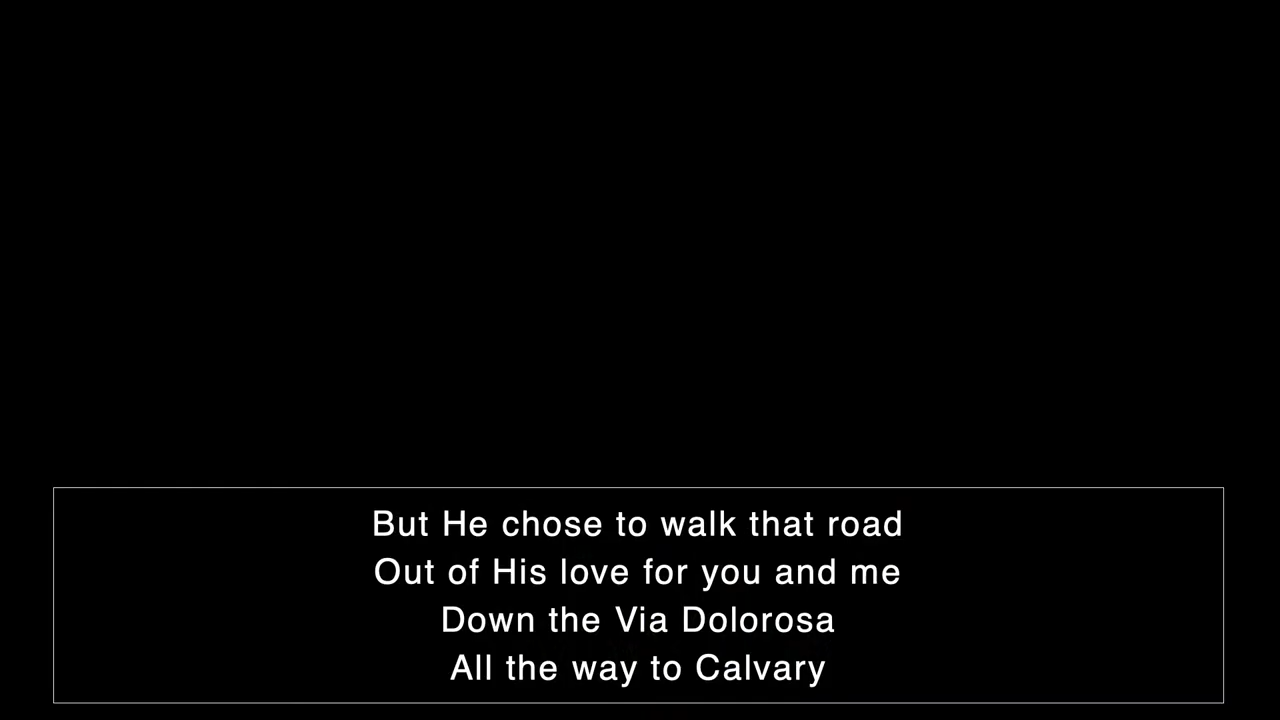 But He chose to walk that road
Out of His love for you and me
Down the Via Dolorosa
All the way to Calvary